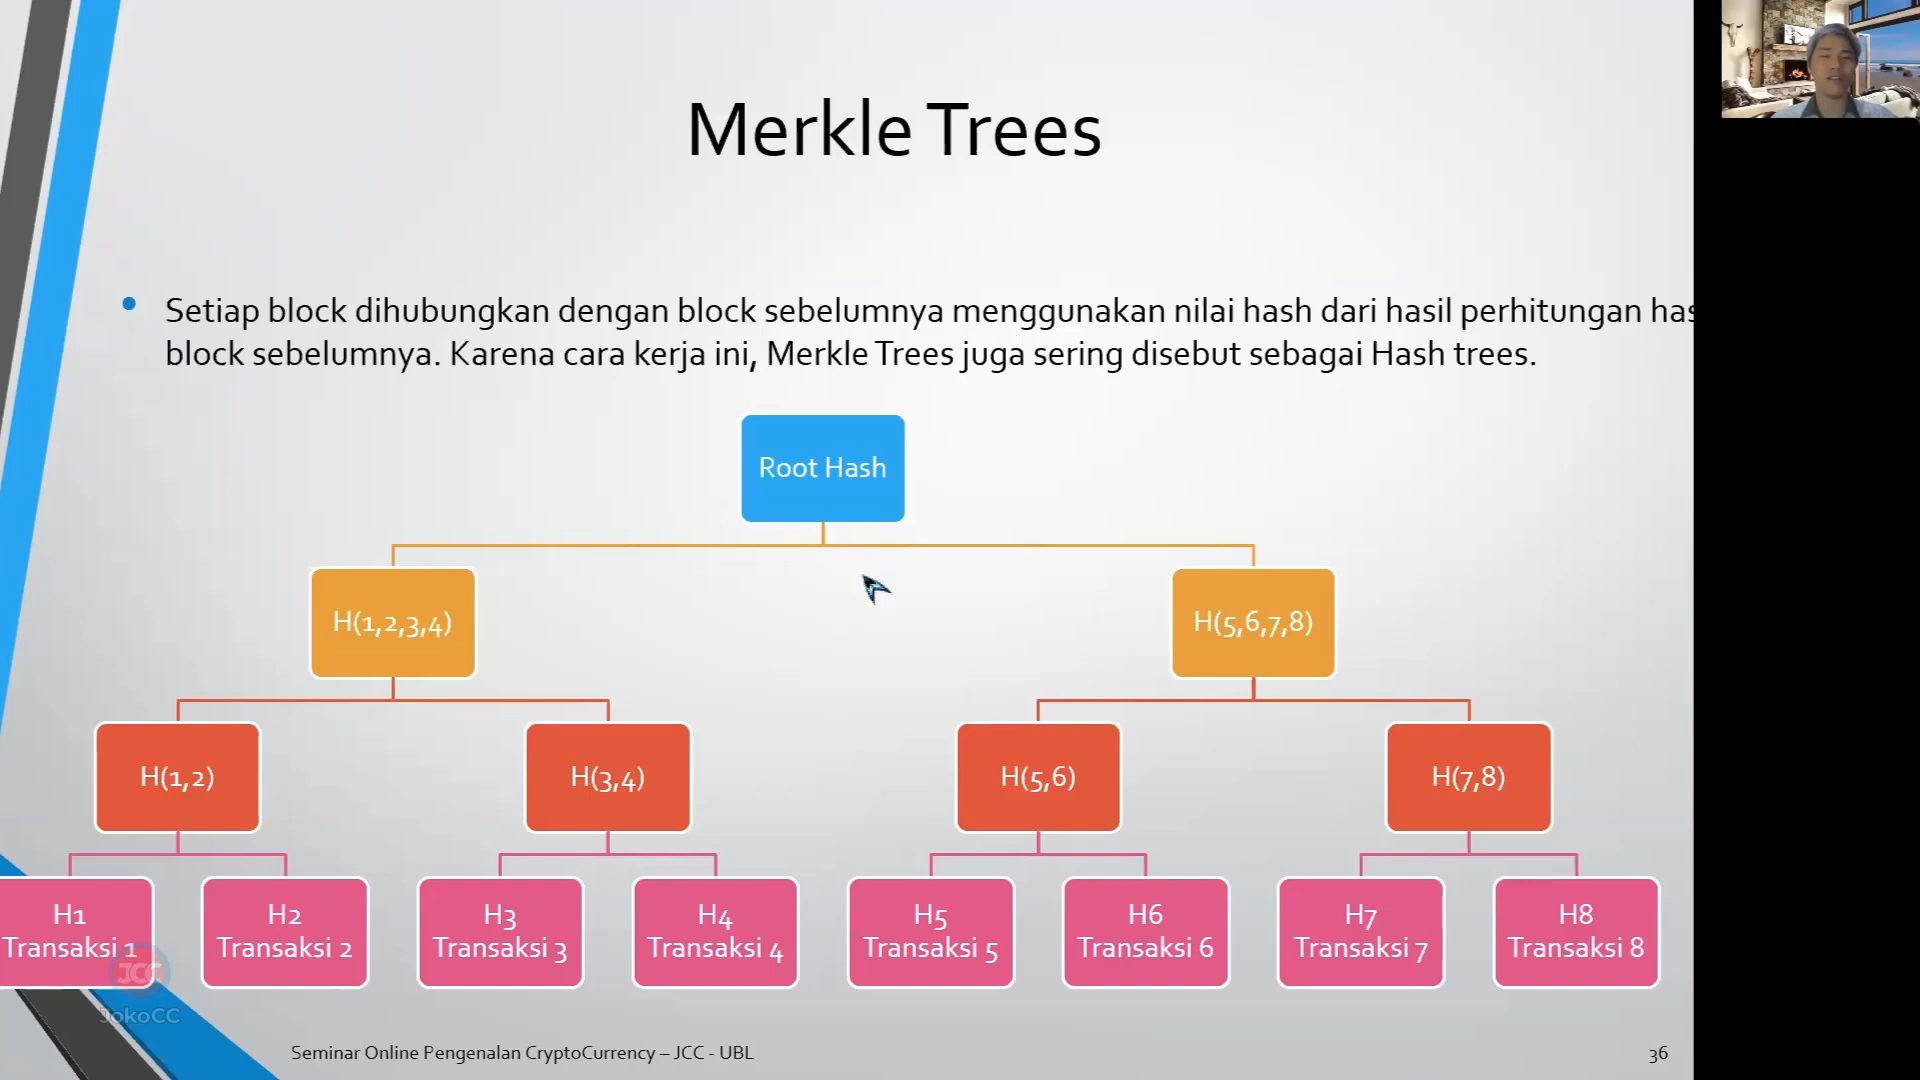 Merkle Trees
Setiap block dihubungkan dengan block sebelumnya menggunakan nilai hash dari hasil perhitungan has
block sebelumnya. Karena cara kerja ini, Merkle Trees juga sering disebut sebagai Hash trees.
Root Hash
H(1,2,3,4)
H(5,6,7,8)
H(1,2)
H(3,4)
H(5,6)
H(7,8)
H1
Transaksi 1
H2
Transaksi 2
H3
Transaksi 3
H4
Transaksi 4
H5
Transaksi 5
H6
Transaksi 6
H7
Transaksi 7
H8
Transaksi 8
JCC
JokoCC
Seminar Online Pengenalan CryptoCurrency – JCC - UBL
36